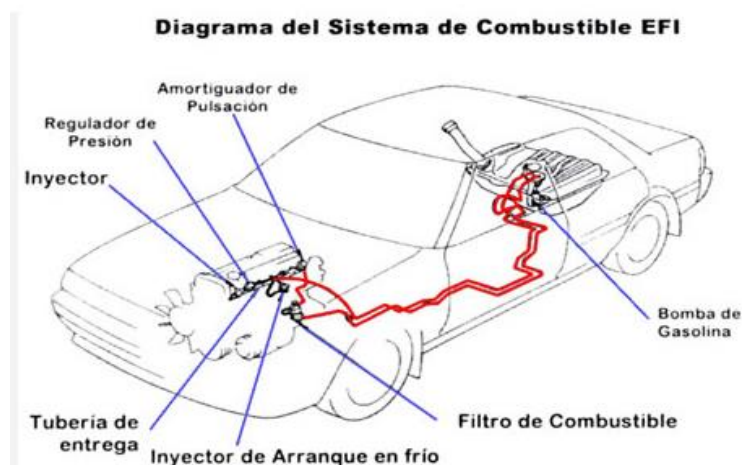 Diagrama del Sistema de Combustible EFI
Amortiguador de
Pulsación
Regulador de
Presión
Inyector
Bomba de
Gasolina
Filtro de Combustible
Tubería de
entrega
Inyector de Arranque en frío